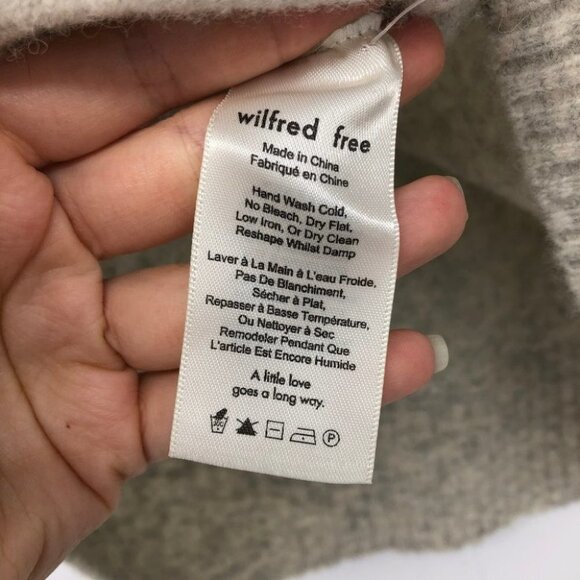 wilfred free
Made in China
Fabriqué en Chine
Hand Wash Cold,
No Bleach, Dry Flat,
Low Iron, Or Dry Clean
Reshape Whilst Damp
Laver à La Main à L'eau Froide.
Pas De Blanchiment,
Sécher à Plat,
Repasser à Basse Température,
Ou Nettoyer à Sec
Remodeler Pendant Que
L'article Est Encore Humide
A little love
goes a long way.
P